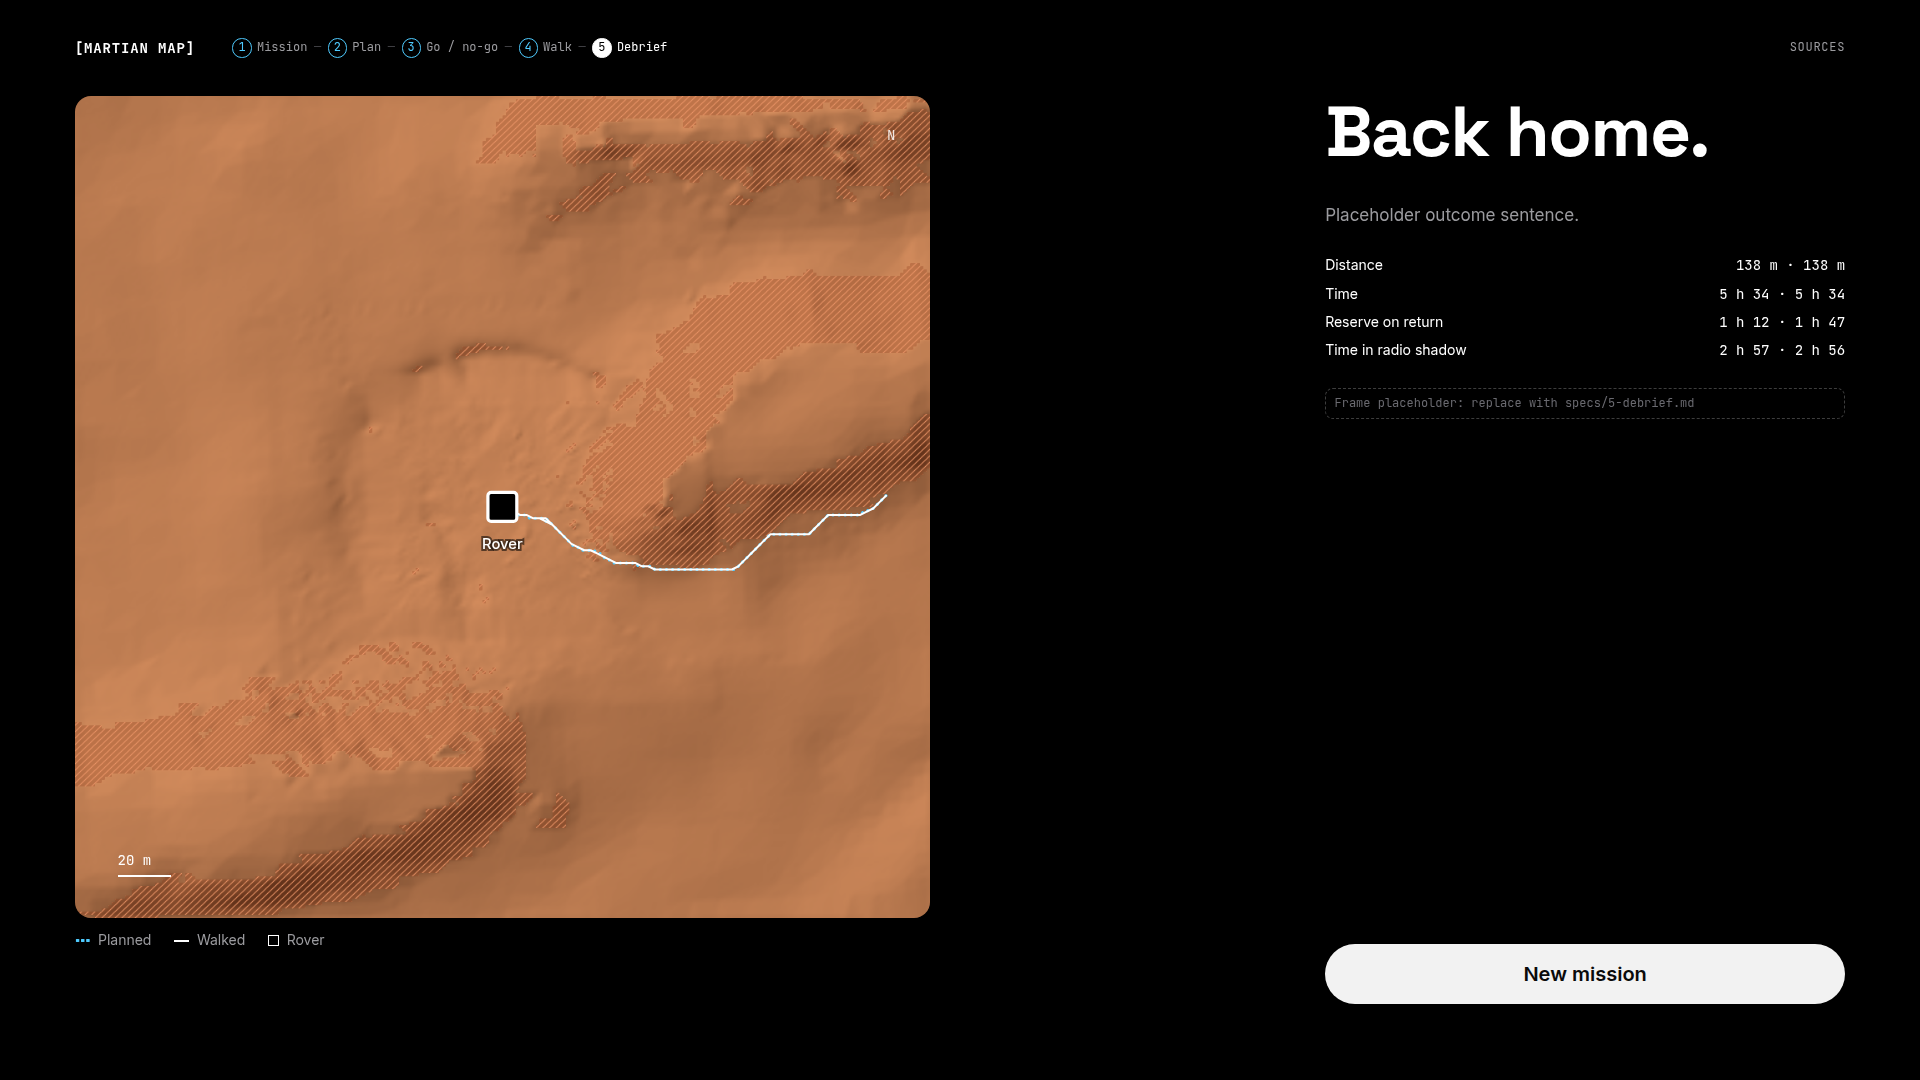 [MARTIAN MAP]
1 Mission — 2 Plan — 3 Go / no-go — 4 Walk — 5 Debrief
SOURCES
N
Rover
20 m
Planned Walked Rover
Back home.
Placeholder outcome sentence.
Distance 138 m · 138 m
Time 5 h 34 · 5 h 34
Reserve on return 1 h 12 · 1 h 47
Time in radio shadow 2 h 57 · 2 h 56
Frame placeholder: replace with specs/5-debrief.md
New mission